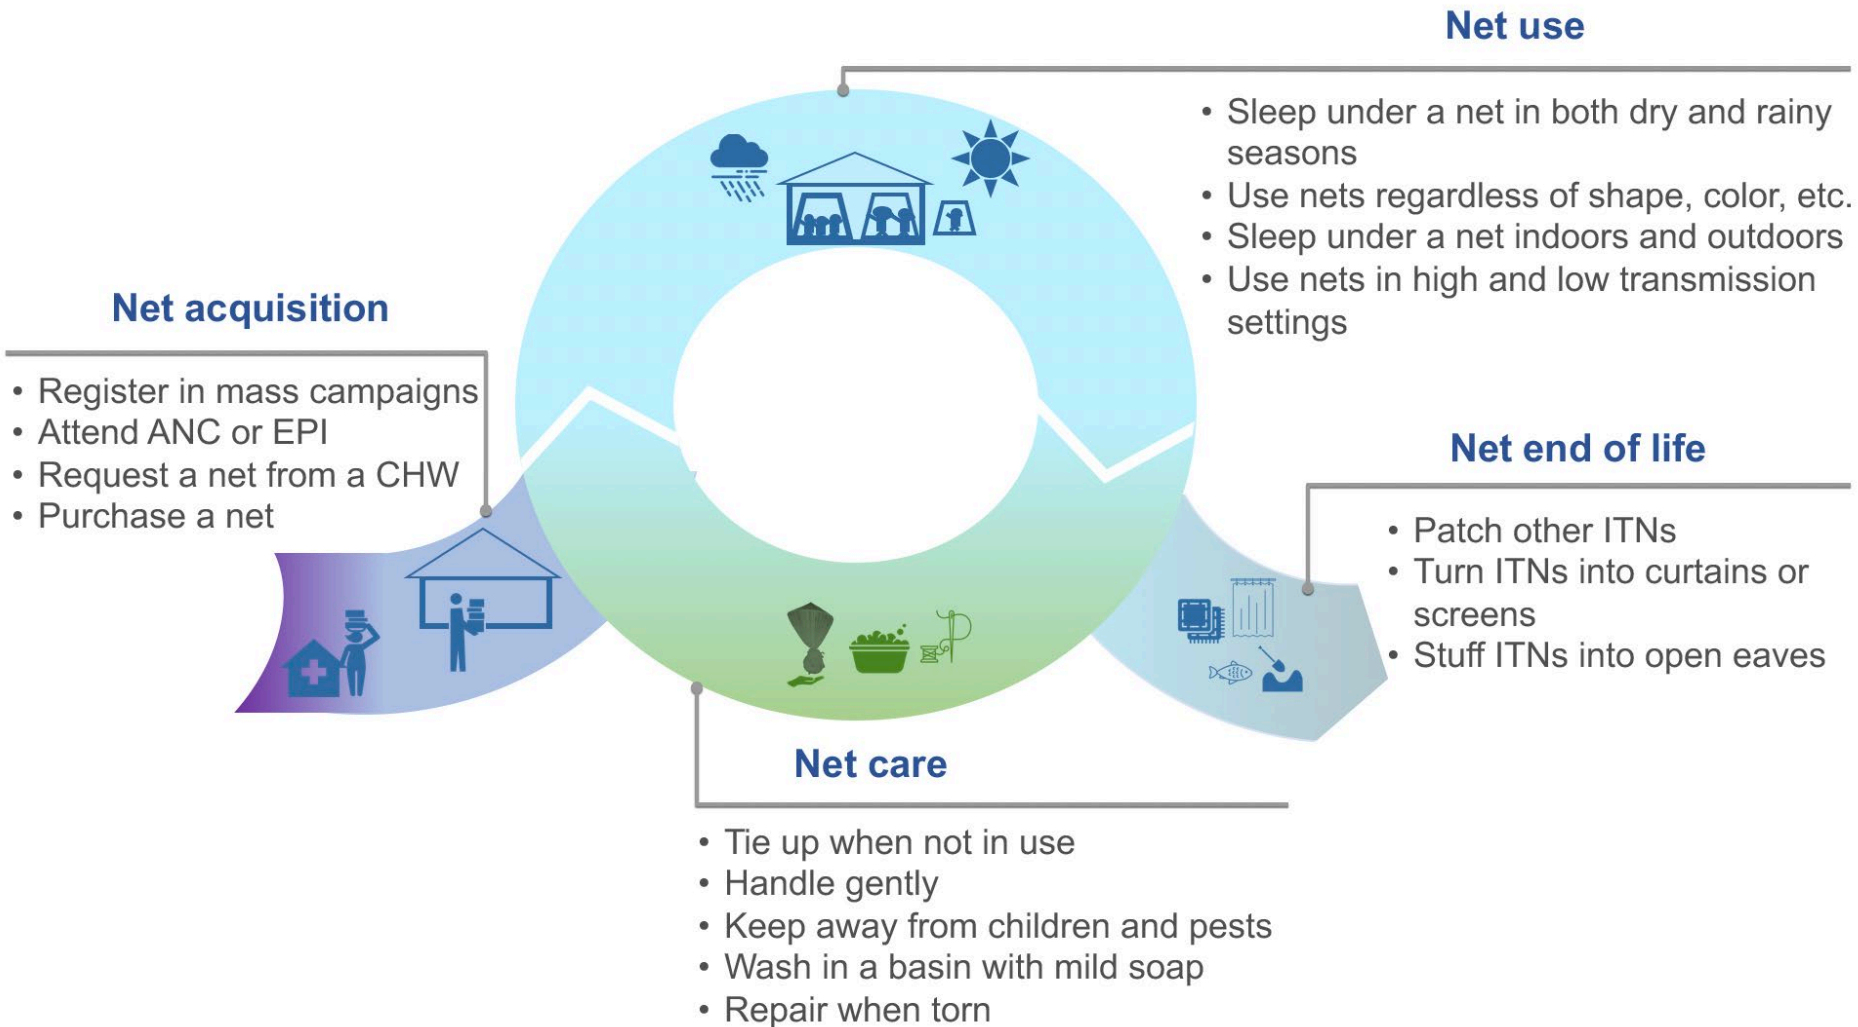 Net use
• Sleep under a net in both dry and rainy
seasons
• Use nets regardless of shape, color, etc.
• Sleep under a net indoors and outdoors
• Use nets in high and low transmission
settings
Net acquisition
• Register in mass campaigns
• Attend ANC or EPI
• Request a net from a CHW
• Purchase a net
Net end of life
• Patch other ITNs
• Turn ITNs into curtains or
screens
• Stuff ITNs into open eaves
Net care
• Tie up when not in use
• Handle gently
• Keep away from children and pests
• Wash in a basin with mild soap
• Repair when torn